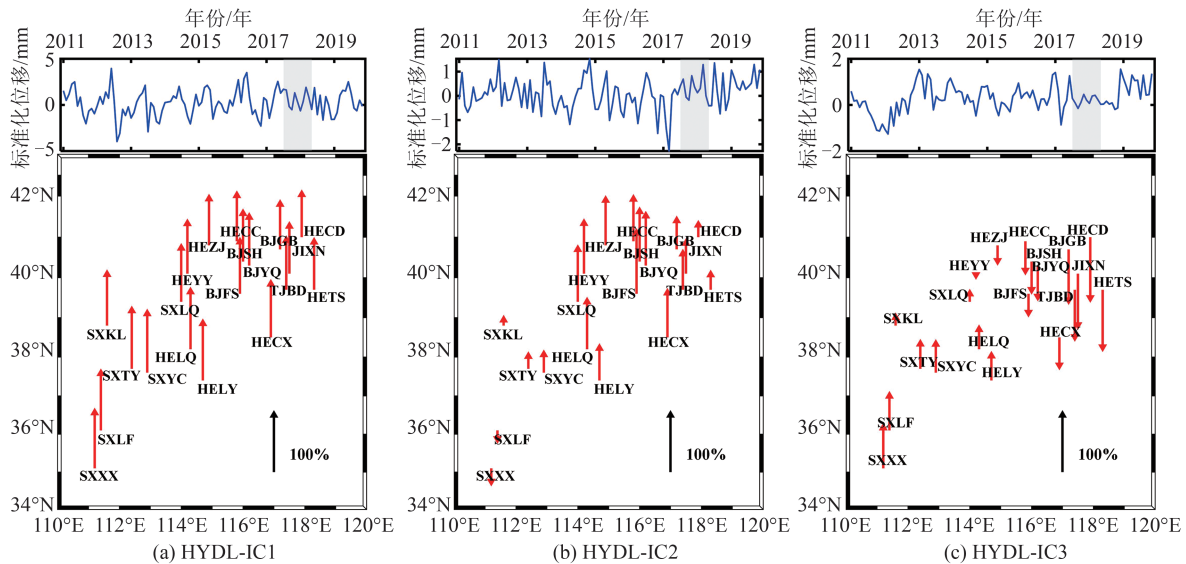 年份/年
2011 2013 2015 2017 2019
标准化位移/mm
5
0
−5
42°N
40°N
38°N
36°N
34°N
HECC
HECD
HEZJ
BJGB
BJSH
JIXN
HEYY
BJYQ
BJFS
TJBD
HETS
SXLQ
SXKL
HECX
HELQ
SXTY
SXYC
HELY
SXLF
SXXX
100%
110°E 112°E 114°E 116°E 118°E 120°E
(a) HYDL-IC1
年份/年
2011 2013 2015 2017 2019
标准化位移/mm
1
0
−1
−2
42°N
40°N
38°N
36°N
34°N
HECC
HECD
HEZJ
BJGB
BJSH
JIXN
HEYY
BJYQ
BJFS
TJBD
HETS
SXLQ
SXKL
HECX
HELQ
SXTY
SXYC
HELY
SXLF
SXXX
100%
110°E 112°E 114°E 116°E 118°E 120°E
(b) HYDL-IC2
年份/年
2011 2013 2015 2017 2019
标准化位移/mm
2
0
−2
42°N
40°N
38°N
36°N
34°N
HECC
HECD
HEZJ
BJGB
BJSH
HEYY
BJYQ
JIXN
HETS
SXLQ
BJFS
TJBD
SXKL
HECX
HELQ
SXTY
SXYC
HELY
SXLF
SXXX
100%
110°E 112°E 114°E 116°E 118°E 120°E
(c) HYDL-IC3